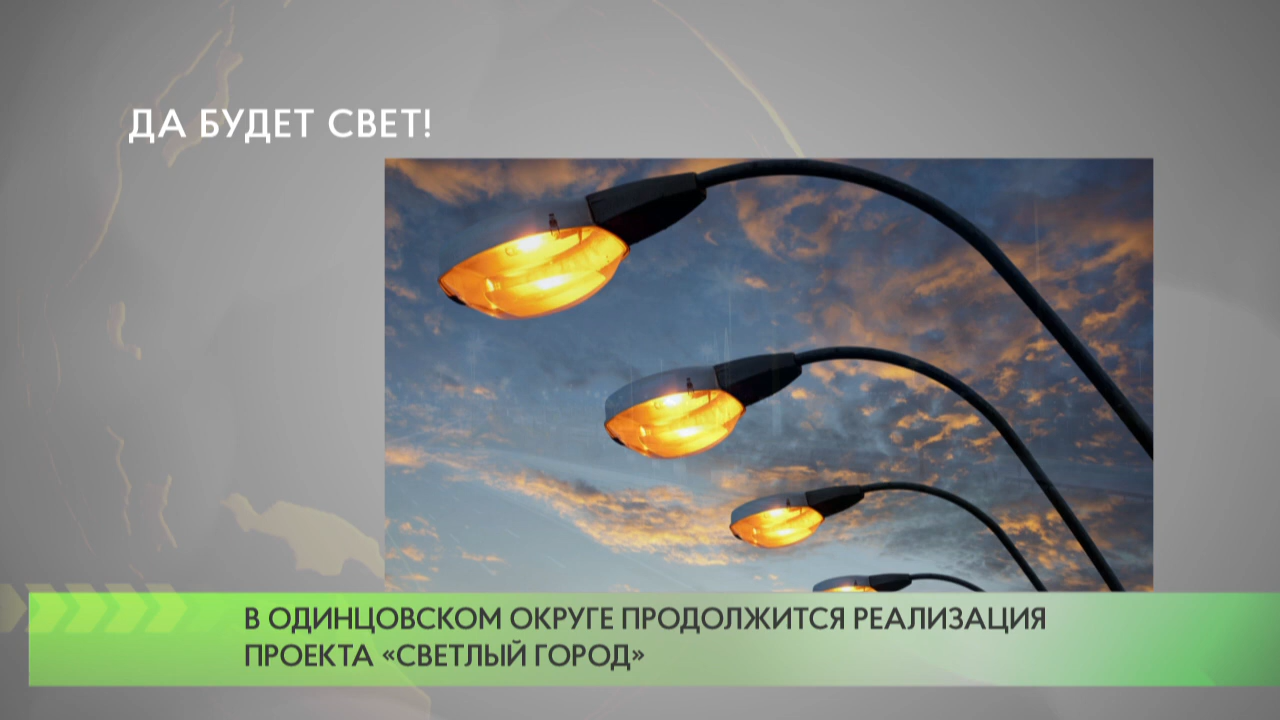 ДА БУДЕТ СВЕТ!
В ОДИНЦОВСКОМ ОКРУГЕ ПРОДОЛЖИТСЯ РЕАЛИЗАЦИЯ
ПРОЕКТА «СВЕТЛЫЙ ГОРОД»